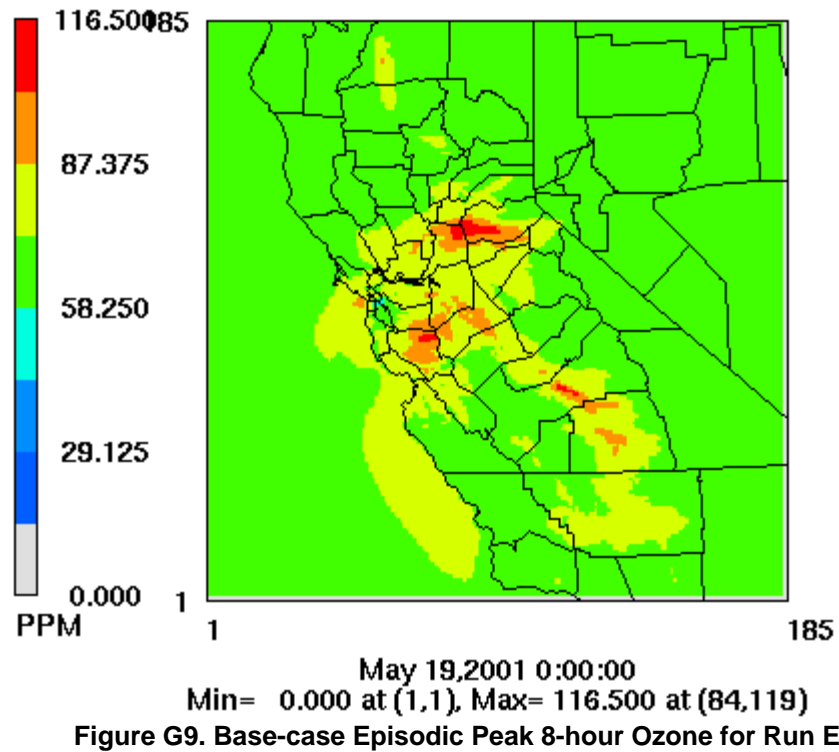 116.500
185
87.375
58.250
29.125
0.000
PPM
1
1
185
May 19,2001 0:00:00
Min= 0.000 at (1,1), Max= 116.500 at (84,119)
Figure G9. Base-case Episodic Peak 8-hour Ozone for Run E